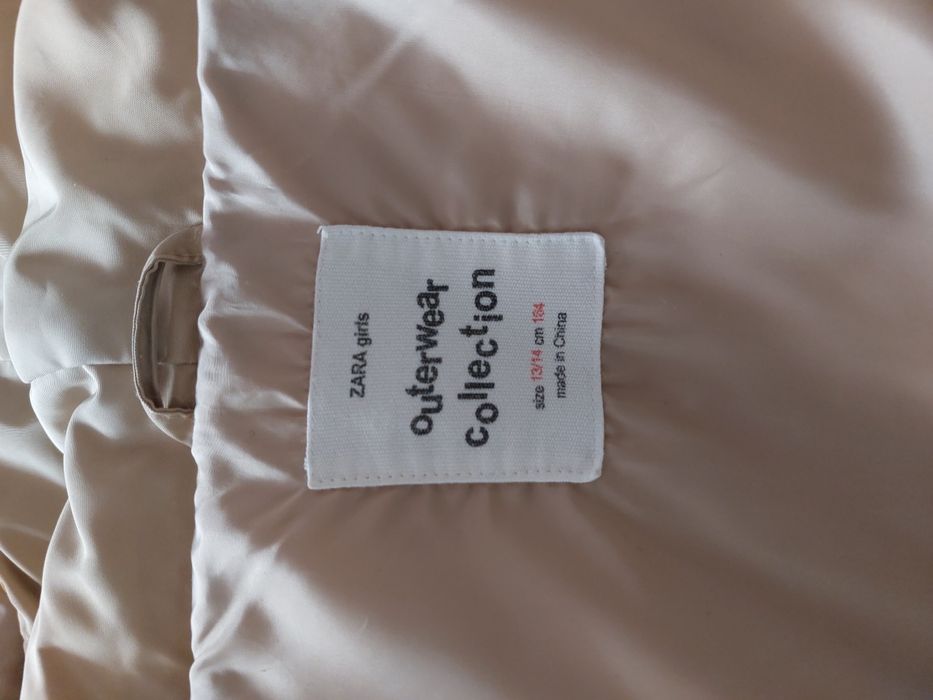 ZARA girls
outerwear
collection
size 13/14 cm 164
made in China